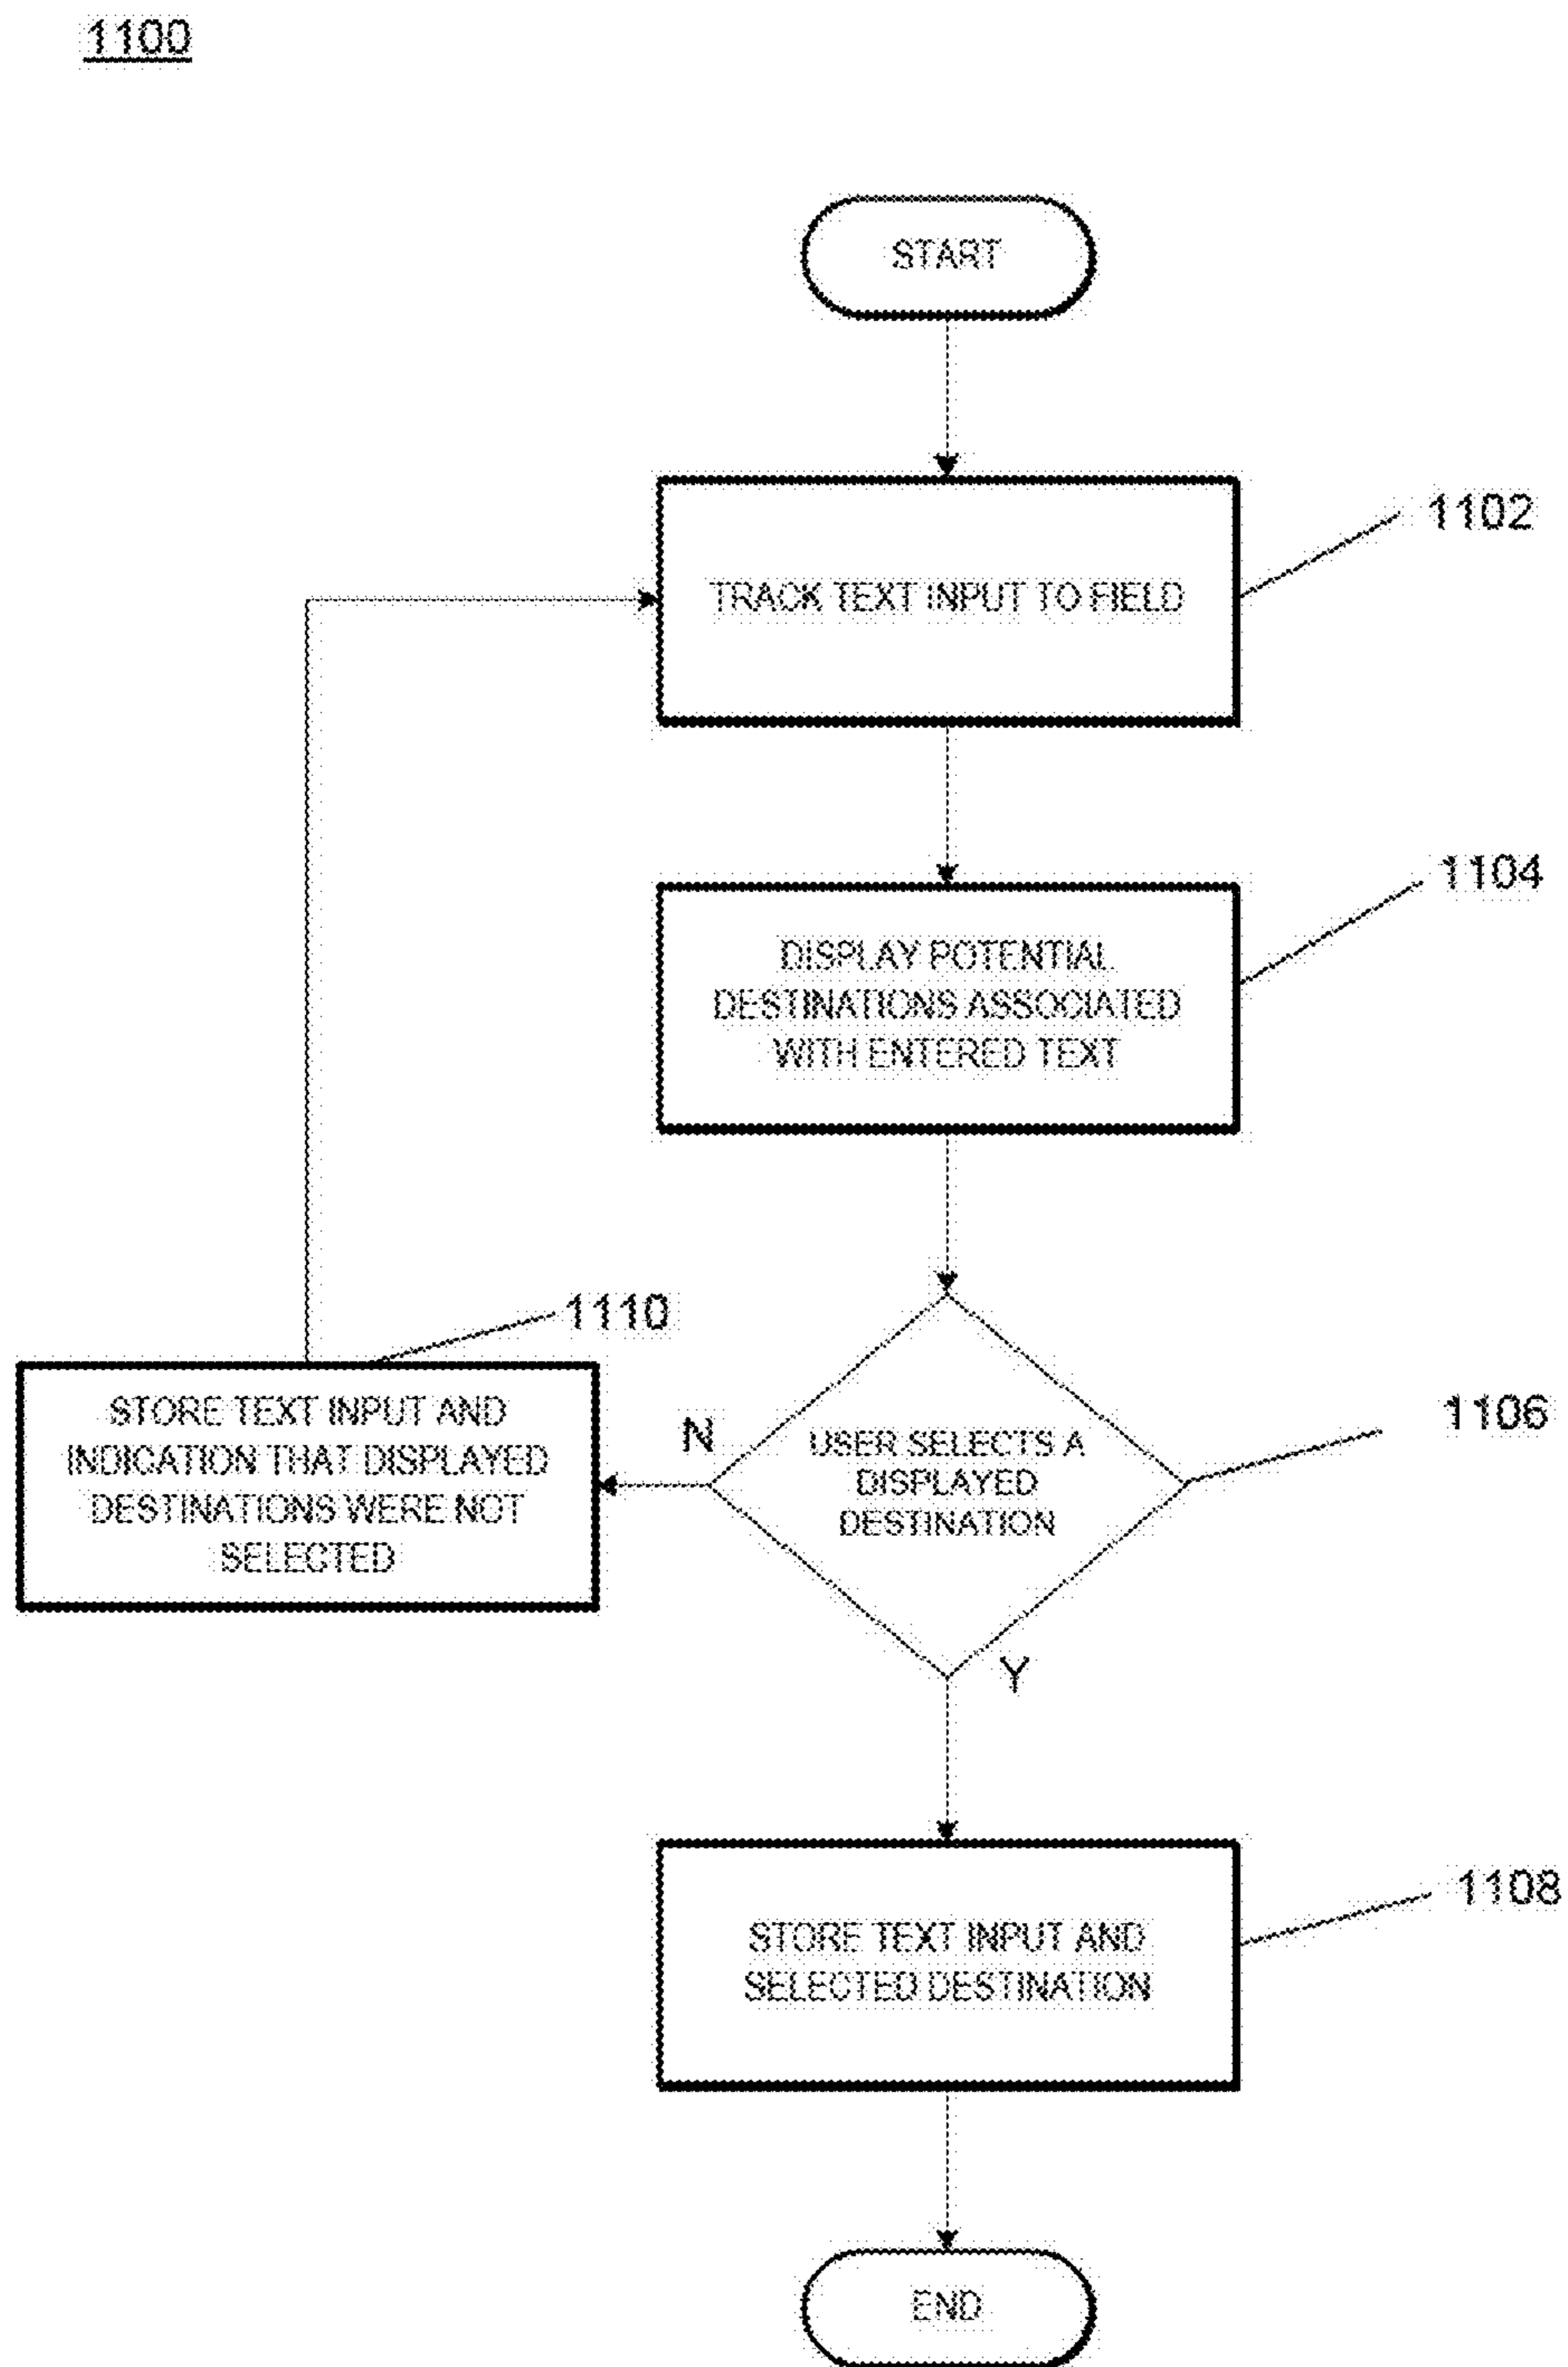 1100
START
TRACK TEXT INPUT TO FIELD
1102
DISPLAY POTENTIAL
DESTINATIONS ASSOCIATED
WITH ENTERED TEXT
1104
USER SELECTS A
DISPLAYED
DESTINATION
1106
N
1110
STORE TEXT INPUT AND
INDICATION THAT DISPLAYED
DESTINATIONS WERE NOT
SELECTED
Y
STORE TEXT INPUT AND
SELECTED DESTINATION
1108
END